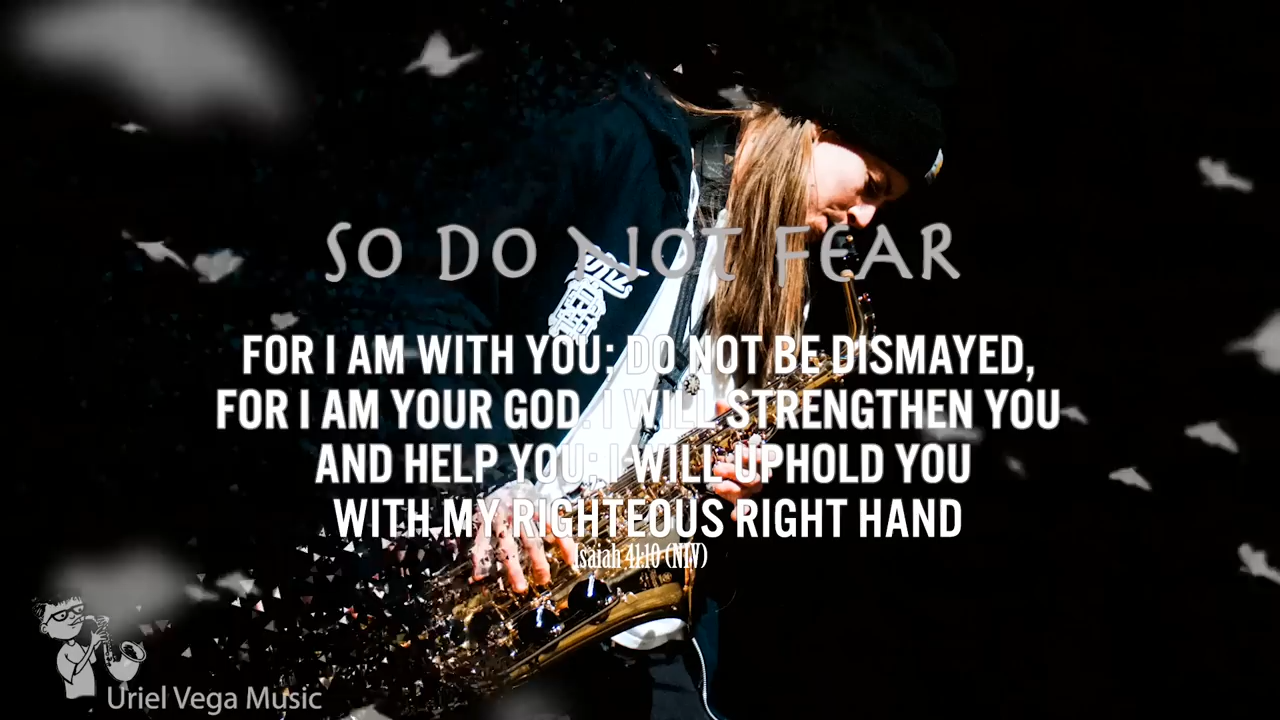 SO DO NOT FEAR
FOR I AM WITH YOU; DO NOT BE DISMAYED,
FOR I AM YOUR GOD. I WILL STRENGTHEN YOU
AND HELP YOU; I WILL UPHOLD YOU
WITH MY RIGHTEOUS RIGHT HAND
Isaiah 41:10 (NIV)
Uriel Vega Music